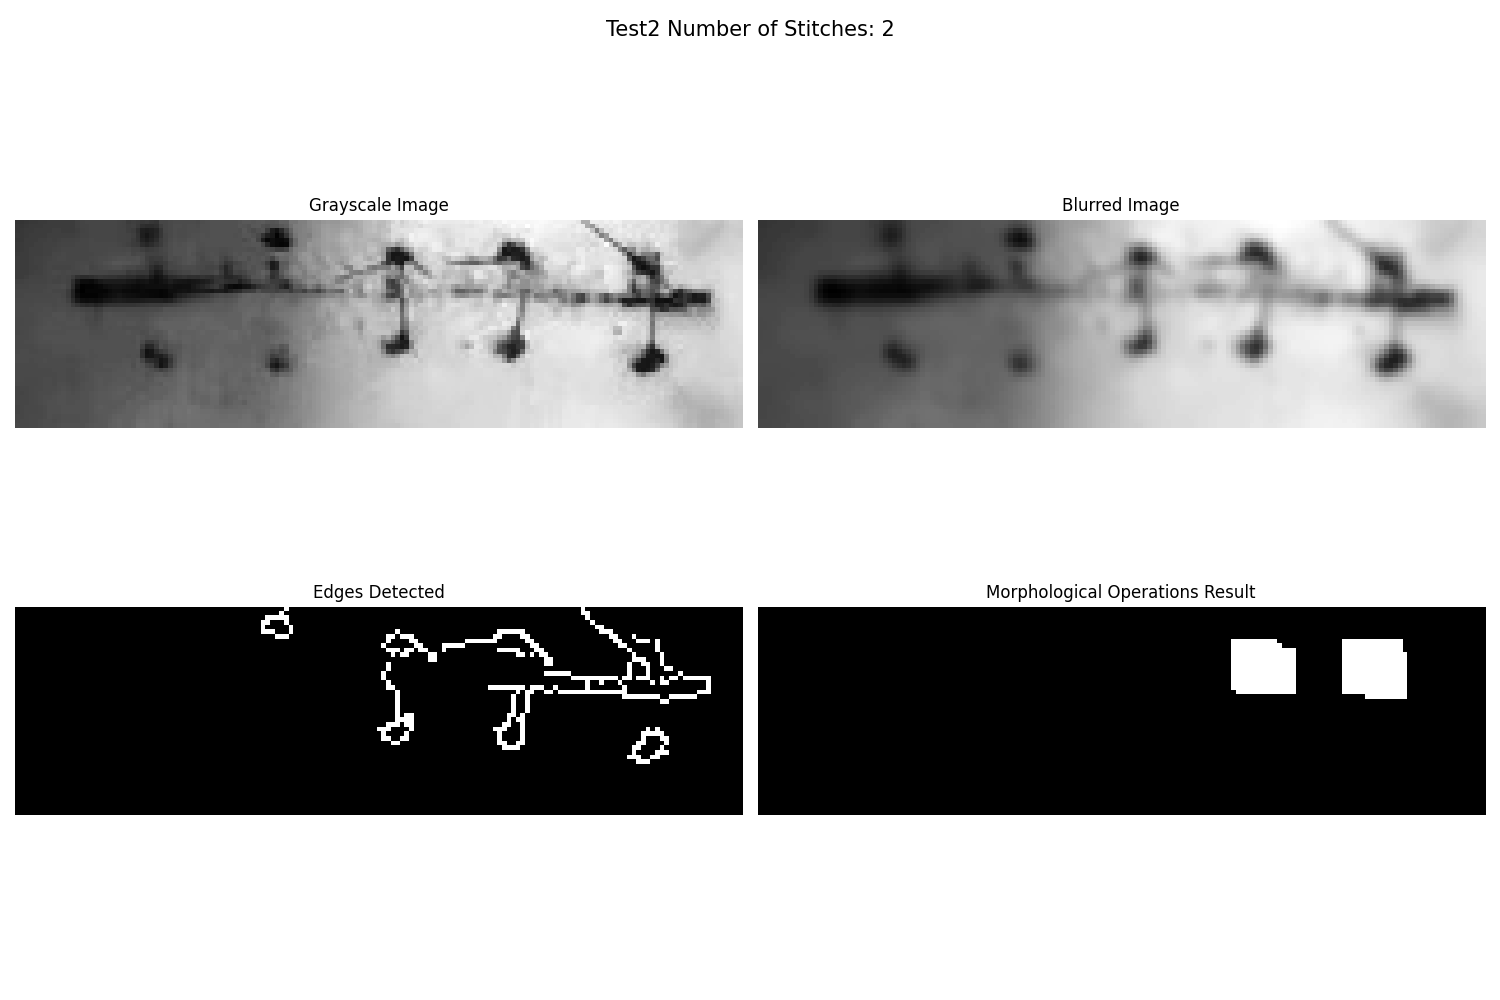 Test2 Number of Stitches: 2
Grayscale Image
Blurred Image
Edges Detected
Morphological Operations Result